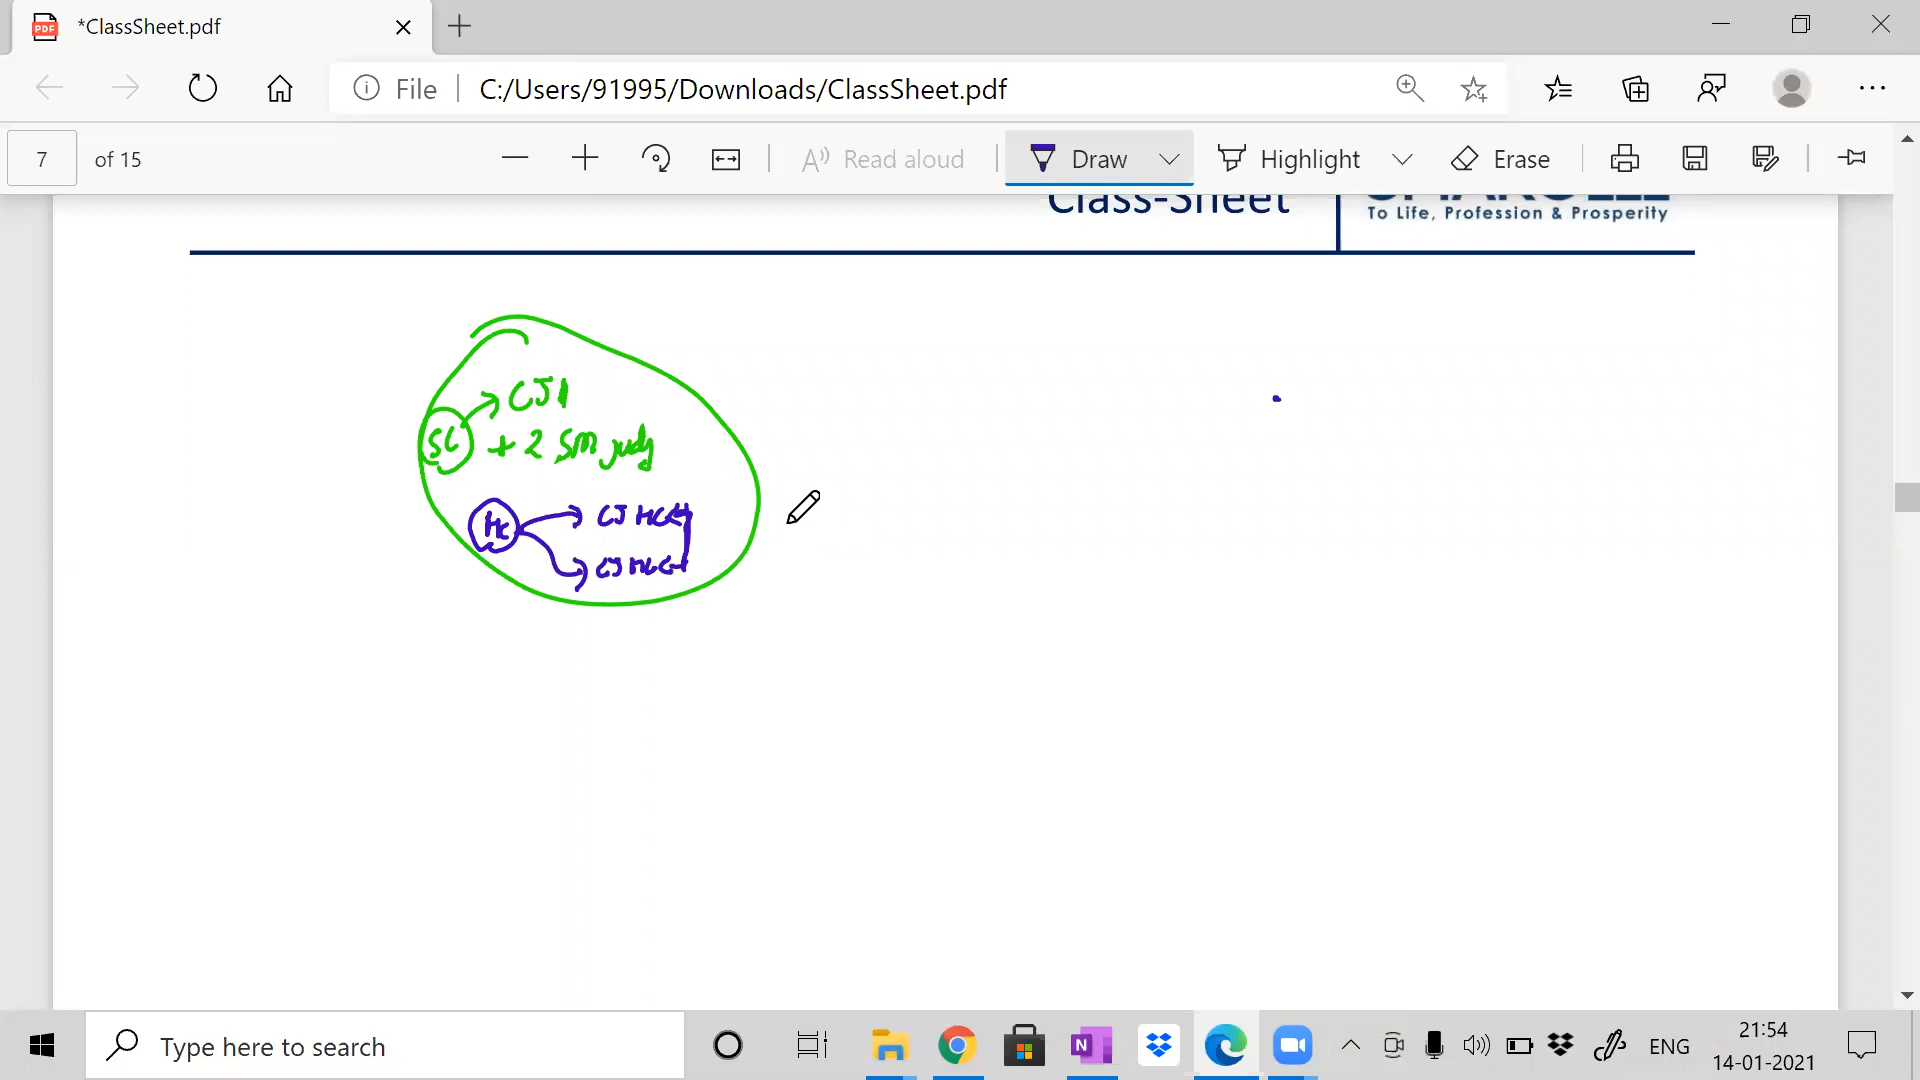 *ClassSheet.pdf
File C:/Users/91995/Downloads/ClassSheet.pdf
7 of 15 Read aloud Draw Highlight Erase
Class-Sheet
To Life, Profession & Prosperity
CJI
SC + 2 SM judg
HC CJ HC
CJ HC
Type here to search
N
ENG
21:54
14-01-2021